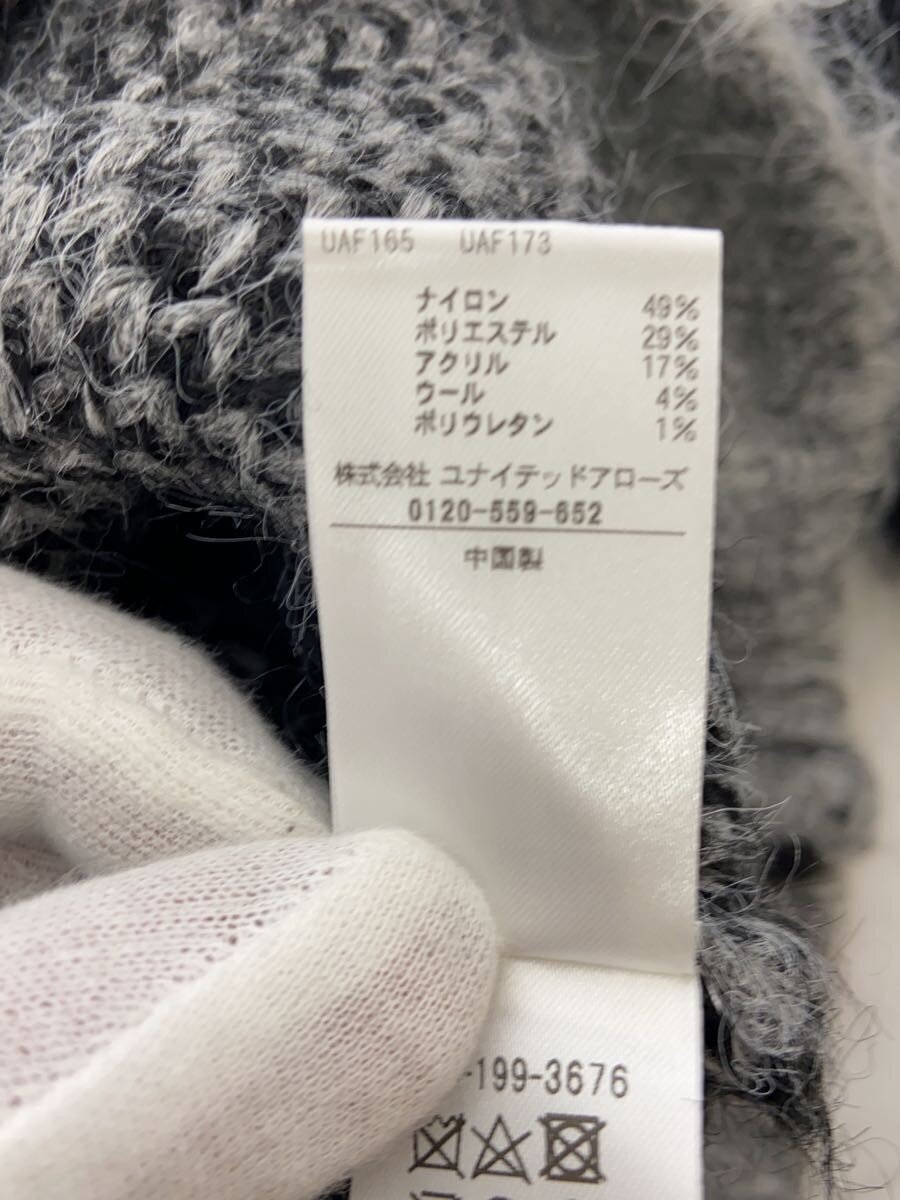 UAF165 UAF173
ナイロン 49%
ポリエステル 29%
アクリル 17%
ウール 4%
ポリウレタン 1%
株式会社 ユナイテッドアローズ
0120-559-652
中国製
-199-3676